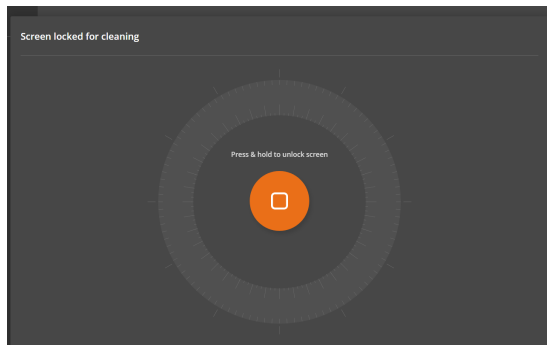 Screen locked for cleaning
Press & hold to unlock screen